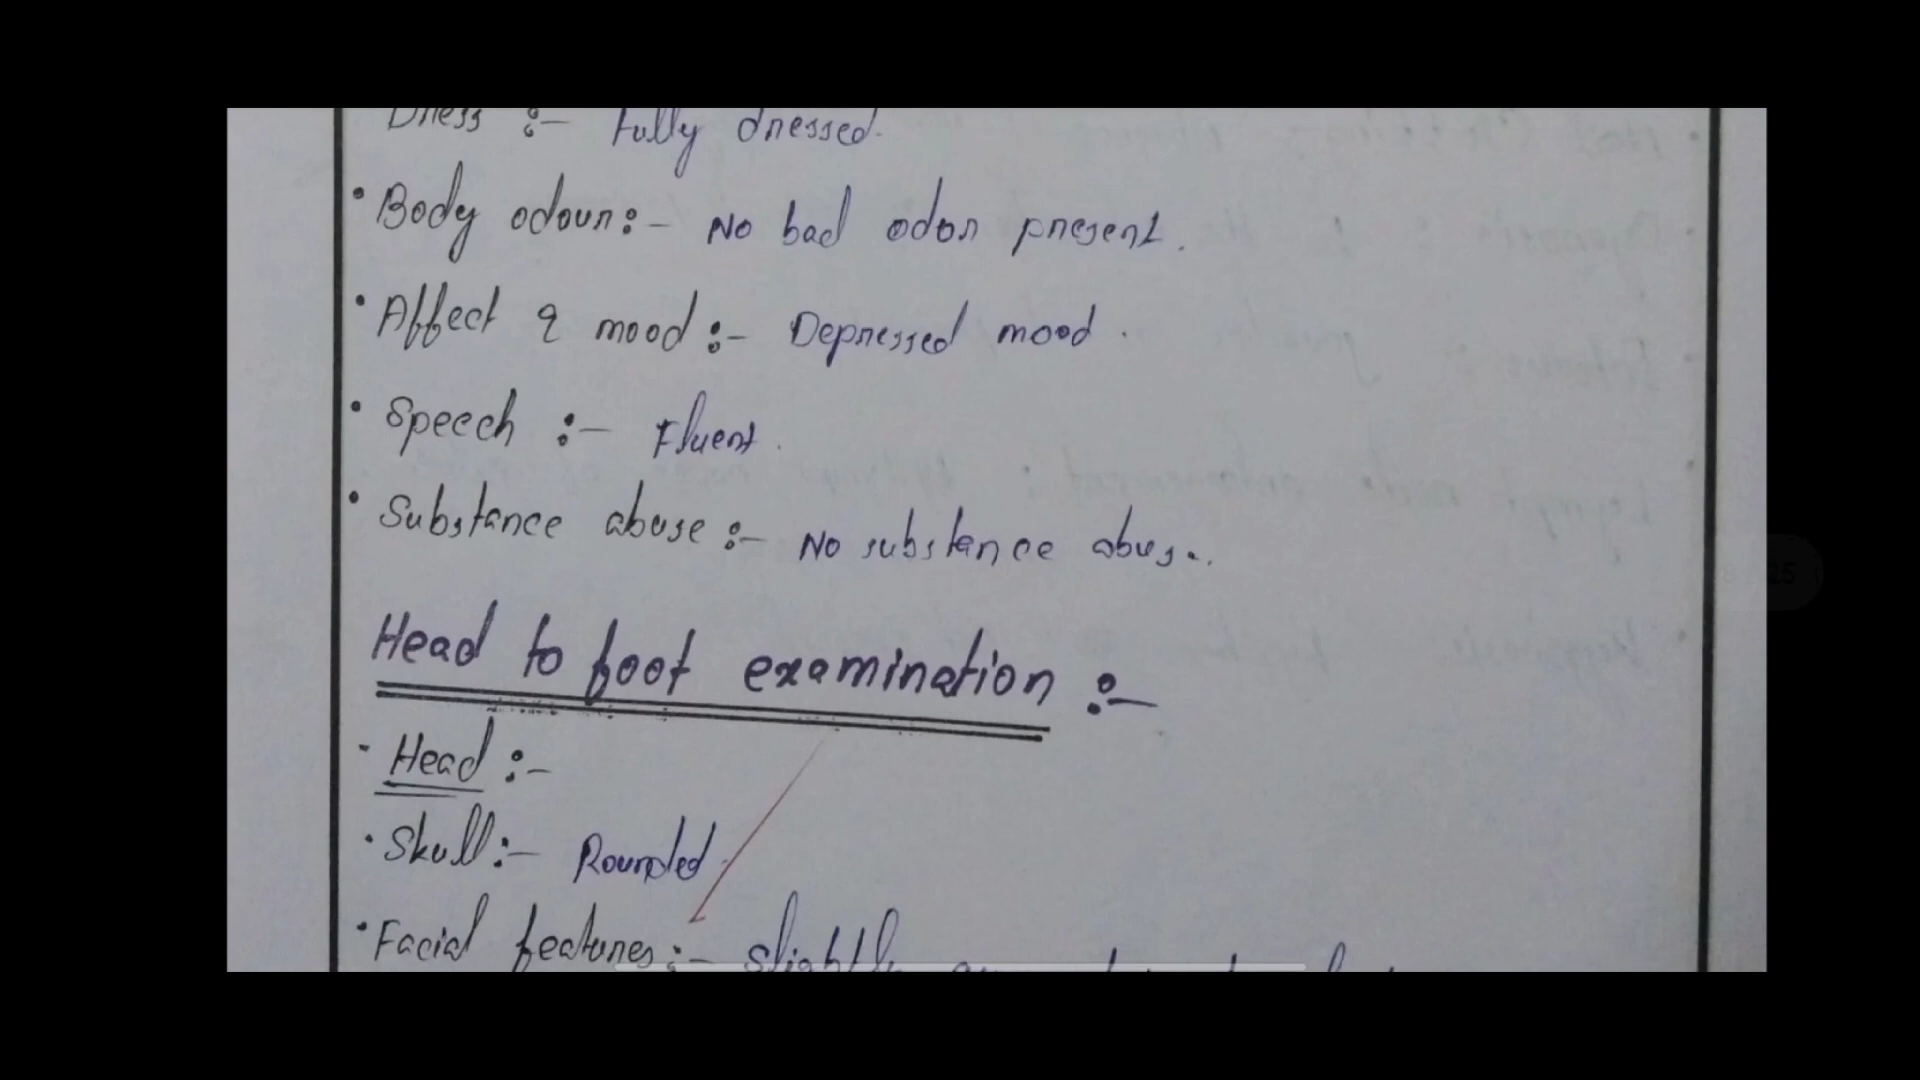 Dress :- Fully dressed.
• Body odour :- No bad odor present.
• Affect & mood :- Depressed mood.
• Speech :- Fluent.
• Substance abuse :- No substance abus..
Head to foot examination :-
- Head :-
• Skull :- Rounded.
• Facial features :- Slightly